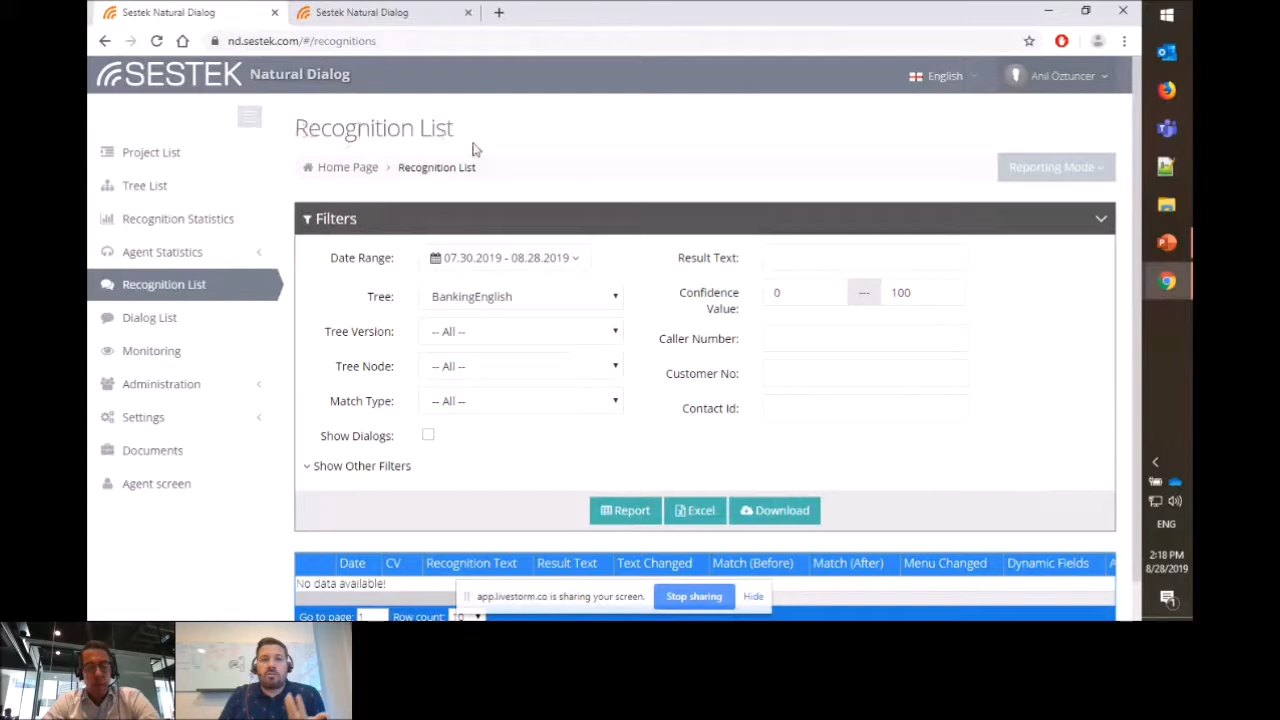 Sestek Natural Dialog
Sestek Natural Dialog
nd.sestek.com/#/recognitions
SESTEK Natural Dialog
English
Anil Öztuncer
Recognition List
Home Page › Recognition List
Reporting Mode
Project List
Tree List
Recognition Statistics
Agent Statistics
Recognition List
Dialog List
Monitoring
Administration
Settings
Documents
Agent screen
Filters
Date Range: 07.30.2019 - 08.28.2019
Tree: BankingEnglish
Tree Version: -- All --
Tree Node: -- All --
Match Type: -- All --
Show Dialogs:
Show Other Filters
Result Text:
Confidence Value: 0 --- 100
Caller Number:
Customer No:
Contact Id:
Report Excel Download
Date CV Recognition Text Result Text Text Changed Match (Before) Match (After) Menu Changed Dynamic Fields
No data available!
app.livestorm.co is sharing your screen. Stop sharing Hide
Go to page: 1 Row count: 10
ENG
2:18 PM
8/28/2019
1